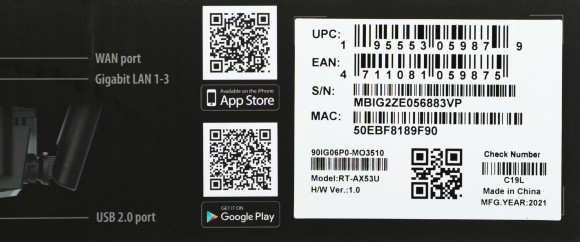 WAN port
Gigabit LAN 1-3
USB 2.0 port
Available on the iPhone
App Store
GET IT ON
Google Play
UPC:
1 95553 05987 9
EAN:
4 711081 059875
S/N:
MBIG2ZE056883VP
MAC:
50EBF8189F90
90IG06P0-MO3510
Model:RT-AX53U
H/W Ver.:1.0
Check Number
C19L
Made in China
MFG.YEAR:2021